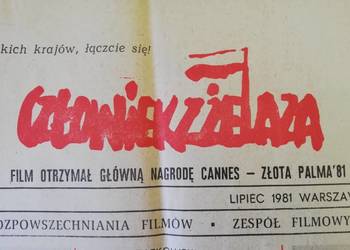 kich krajów, łączcie się!
CZŁOWIEK Z ŻELAZA
FILM OTRZYMAŁ GŁÓWNĄ NAGRODĘ CANNES – ZŁOTA PALMA'81
LIPIEC 1981 WARSZAW
OZPOWSZECHNIANIA FILMÓW • ZESPÓŁ FILMOWY